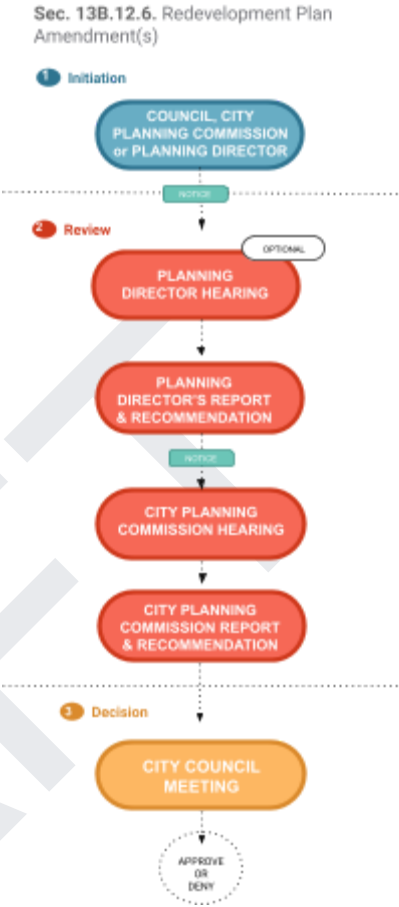 Sec. 13B.12.6. Redevelopment Plan
Amendment(s)
1 Initiation
COUNCIL, CITY
PLANNING COMMISSION
or PLANNING DIRECTOR
NOTICE
2 Review
OPTIONAL
PLANNING
DIRECTOR HEARING
PLANNING
DIRECTOR'S REPORT
& RECOMMENDATION
NOTICE
CITY PLANNING
COMMISSION HEARING
CITY PLANNING
COMMISSION REPORT
& RECOMMENDATION
3 Decision
CITY COUNCIL
MEETING
APPROVE
OR
DENY